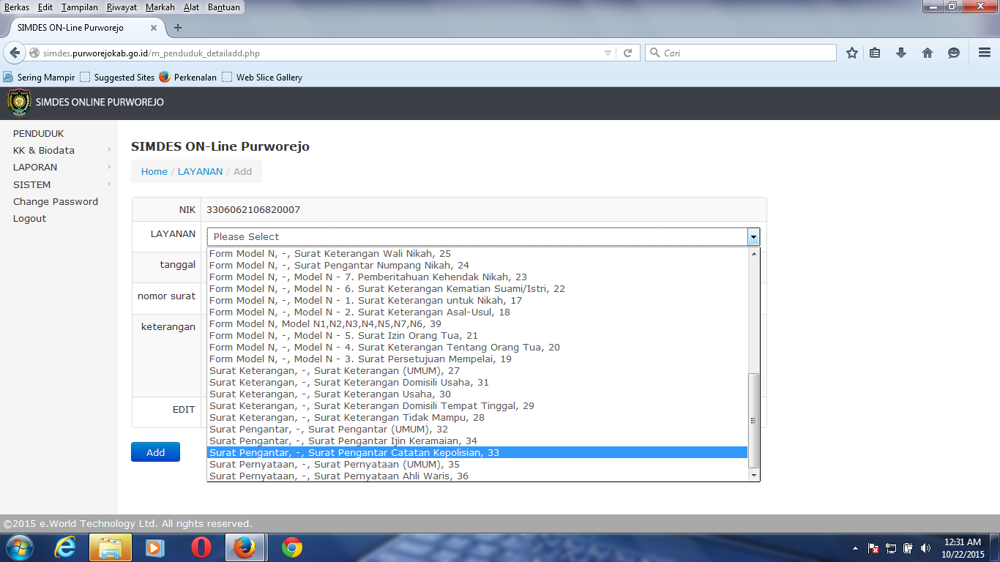 Berkas Edit Tampilan Riwayat Markah Alat Bantuan
SIMDES ON-Line Purworejo
simdes.purworejokab.go.id/m_penduduk_detailadd.php
Cari
Sering Mampir Suggested Sites Perkenalan Web Slice Gallery
SIMDES ONLINE PURWOREJO
PENDUDUK
KK & Biodata
LAPORAN
SISTEM
Change Password
Logout
SIMDES ON-Line Purworejo
Home / LAYANAN / Add
NIK 3306062106820007
LAYANAN Please Select
tanggal
nomor surat
keterangan
EDIT
Form Model N, -, Surat Keterangan Wali Nikah, 25
Form Model N, -, Surat Pengantar Numpang Nikah, 24
Form Model N, -, Model N - 7. Pemberitahuan Kehendak Nikah, 23
Form Model N, -, Model N - 6. Surat Keterangan Kematian Suami/Istri, 22
Form Model N, -, Model N - 1. Surat Keterangan untuk Nikah, 17
Form Model N, -, Model N - 2. Surat Keterangan Asal-Usul, 18
Form Model N, Model N1,N2,N3,N4,N5,N7,N6, 39
Form Model N, -, Model N - 5. Surat Izin Orang Tua, 21
Form Model N, -, Model N - 4. Surat Keterangan Tentang Orang Tua, 20
Form Model N, -, Model N - 3. Surat Persetujuan Mempelai, 19
Surat Keterangan, -, Surat Keterangan (UMUM), 27
Surat Keterangan, -, Surat Keterangan Domisili Usaha, 31
Surat Keterangan, -, Surat Keterangan Usaha, 30
Surat Keterangan, -, Surat Keterangan Domisili Tempat Tinggal, 29
Surat Keterangan, -, Surat Keterangan Tidak Mampu, 28
Surat Pengantar, -, Surat Pengantar (UMUM), 32
Surat Pengantar, -, Surat Pengantar Ijin Keramaian, 34
Surat Pengantar, -, Surat Pengantar Catatan Kepolisian, 33
Surat Pernyataan, -, Surat Pernyataan (UMUM), 35
Surat Pernyataan, -, Surat Pernyataan Ahli Waris, 36
Add
©2015 e.World Technology Ltd. All rights reserved.
12:31 AM
10/22/2015